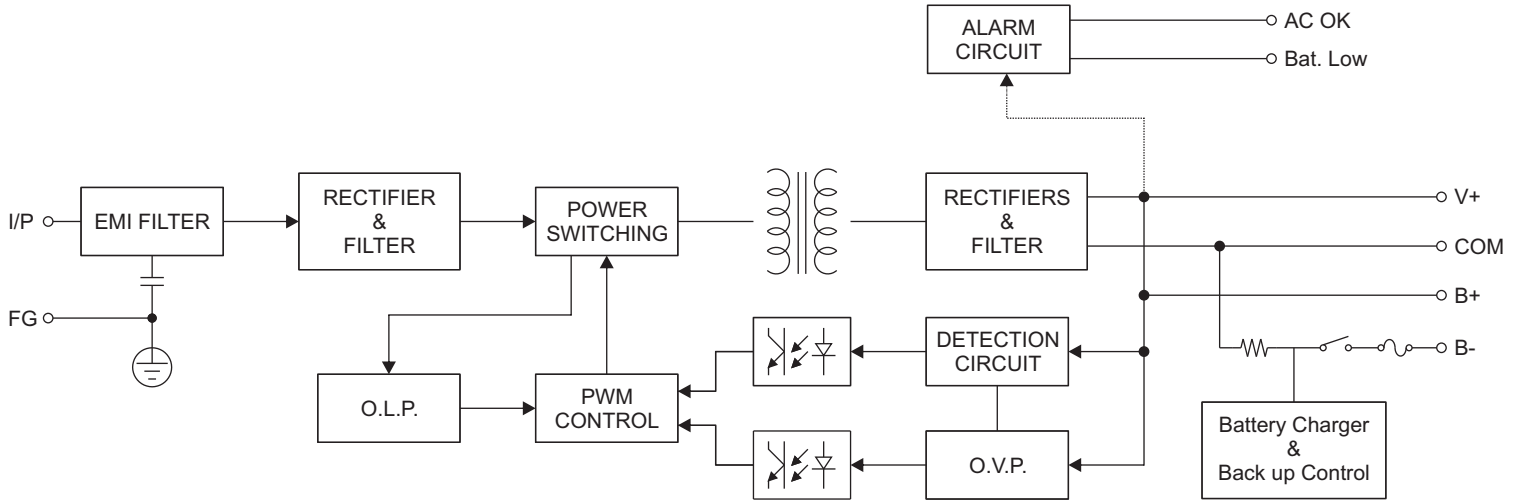 ALARM
CIRCUIT
AC OK
Bat. Low
I/P
EMI FILTER
RECTIFIER
&
FILTER
POWER
SWITCHING
RECTIFIERS
&
FILTER
V+
COM
B+
B-
FG
O.L.P.
PWM
CONTROL
DETECTION
CIRCUIT
O.V.P.
Battery Charger
&
Back up Control